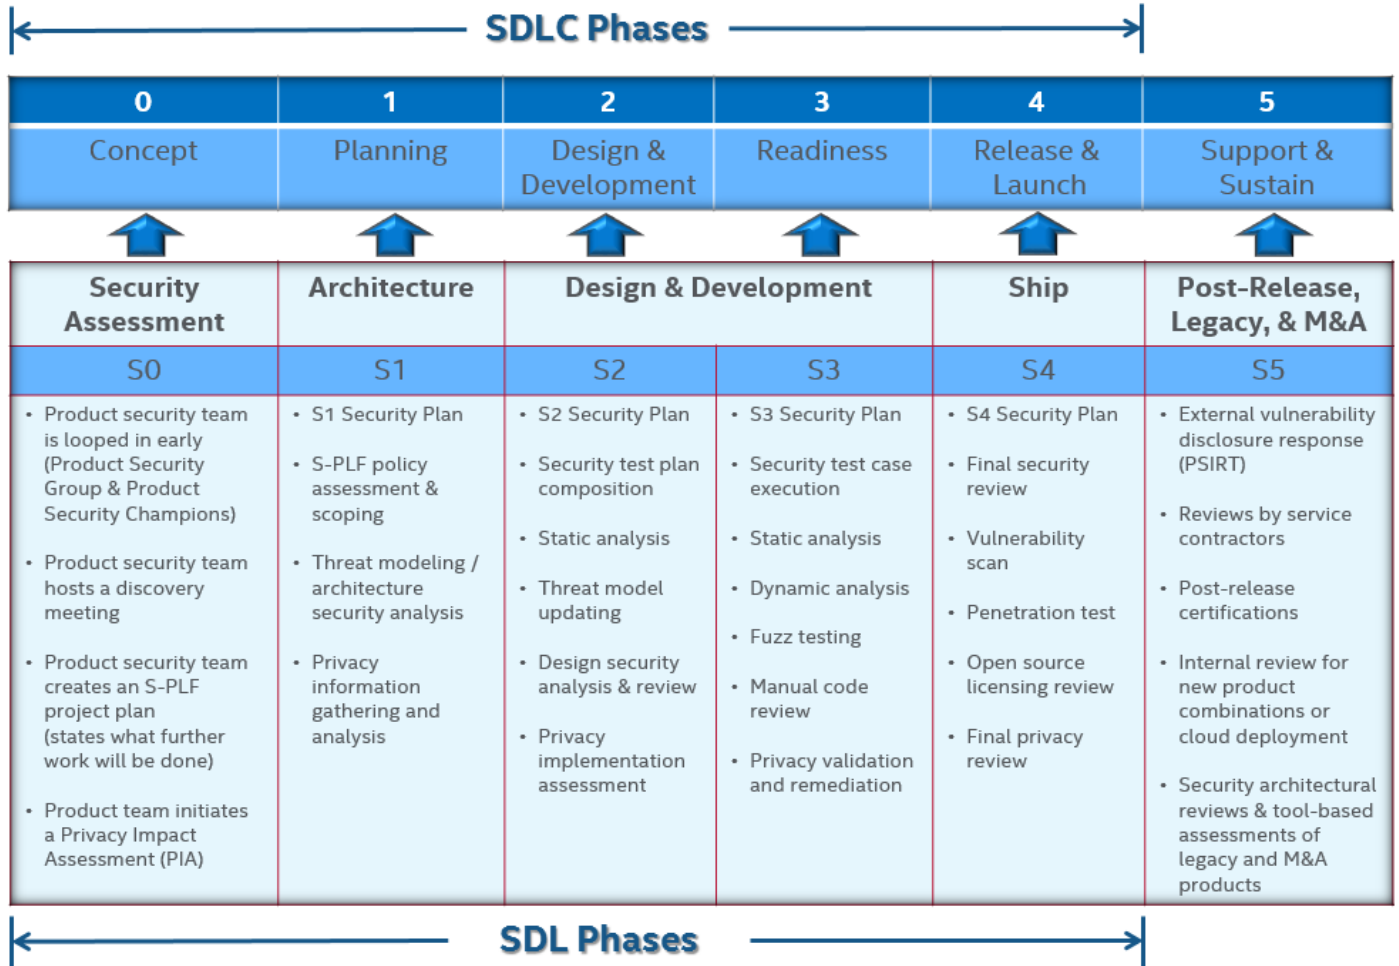 SDLC Phases
0
1
2
3
4
5
Concept
Planning
Design &
Development
Readiness
Release &
Launch
Support &
Sustain
Security
Assessment
Architecture
Design & Development
Ship
Post-Release,
Legacy, & M&A
S0
S1
S2
S3
S4
S5
• Product security team
is looped in early
(Product Security
Group & Product
Security Champions)
• Product security team
hosts a discovery
meeting
• Product security team
creates an S-PLF
project plan
(states what further
work will be done)
• Product team initiates
a Privacy Impact
Assessment (PIA)
• S1 Security Plan
• S-PLF policy
assessment &
scoping
• Threat modeling /
architecture
security analysis
• Privacy
information
gathering and
analysis
• S2 Security Plan
• Security test plan
composition
• Static analysis
• Threat model
updating
• Design security
analysis & review
• Privacy
implementation
assessment
• S3 Security Plan
• Security test case
execution
• Static analysis
• Dynamic analysis
• Fuzz testing
• Manual code
review
• Privacy validation
and remediation
• S4 Security Plan
• Final security
review
• Vulnerability
scan
• Penetration test
• Open source
licensing review
• Final privacy
review
• External vulnerability
disclosure response
(PSIRT)
• Reviews by service
contractors
• Post-release
certifications
• Internal review for
new product
combinations or
cloud deployment
• Security architectural
reviews & tool-based
assessments of
legacy and M&A
products
SDL Phases